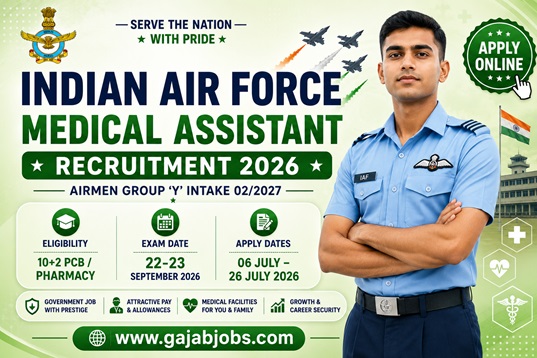 — SERVE THE NATION —
★ WITH PRIDE ★
APPLY
ONLINE
INDIAN AIR FORCE
MEDICAL ASSISTANT
★ RECRUITMENT 2026 ★
AIRMEN GROUP 'Y' INTAKE 02/2027
IAF
ELIGIBILITY
10+2 PCB /
PHARMACY
EXAM DATE
22-23
SEPTEMBER 2026
APPLY DATES
06 JULY –
26 JULY 2026
GOVERNMENT JOB
WITH PRESTIGE
ATTRACTIVE PAY
& ALLOWANCES
MEDICAL FACILITIES
FOR YOU & FAMILY
GROWTH &
CAREER SECURITY
www.gajabjobs.com